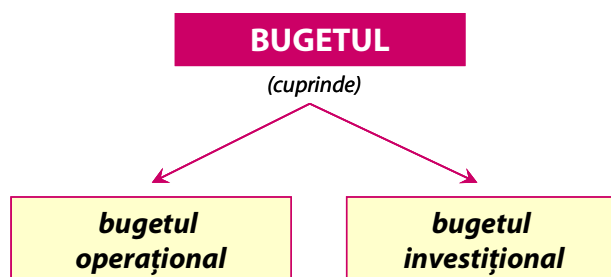 BUGETUL
(cuprinde)
bugetul
operațional
bugetul
investițional